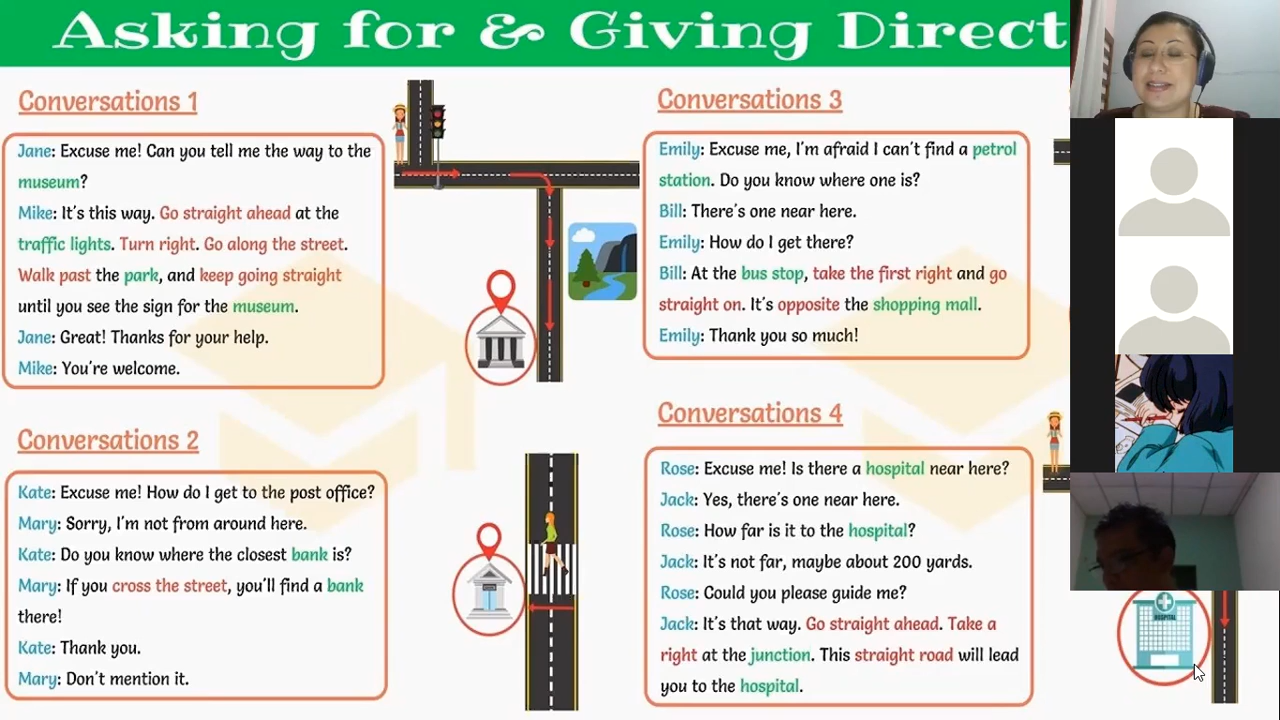 Asking for & Giving Direct
Conversations 1
Jane: Excuse me! Can you tell me the way to the
museum?
Mike: It's this way. Go straight ahead at the
traffic lights. Turn right. Go along the street.
Walk past the park, and keep going straight
until you see the sign for the museum.
Jane: Great! Thanks for your help.
Mike: You're welcome.
Conversations 2
Kate: Excuse me! How do I get to the post office?
Mary: Sorry, I'm not from around here.
Kate: Do you know where the closest bank is?
Mary: If you cross the street, you'll find a bank
there!
Kate: Thank you.
Mary: Don't mention it.
Conversations 3
Emily: Excuse me, I'm afraid I can't find a petrol
station. Do you know where one is?
Bill: There's one near here.
Emily: How do I get there?
Bill: At the bus stop, take the first right and go
straight on. It's opposite the shopping mall.
Emily: Thank you so much!
Conversations 4
Rose: Excuse me! Is there a hospital near here?
Jack: Yes, there's one near here.
Rose: How far is it to the hospital?
Jack: It's not far, maybe about 200 yards.
Rose: Could you please guide me?
Jack: It's that way. Go straight ahead. Take a
right at the junction. This straight road will lead
you to the hospital.
HOSPITAL